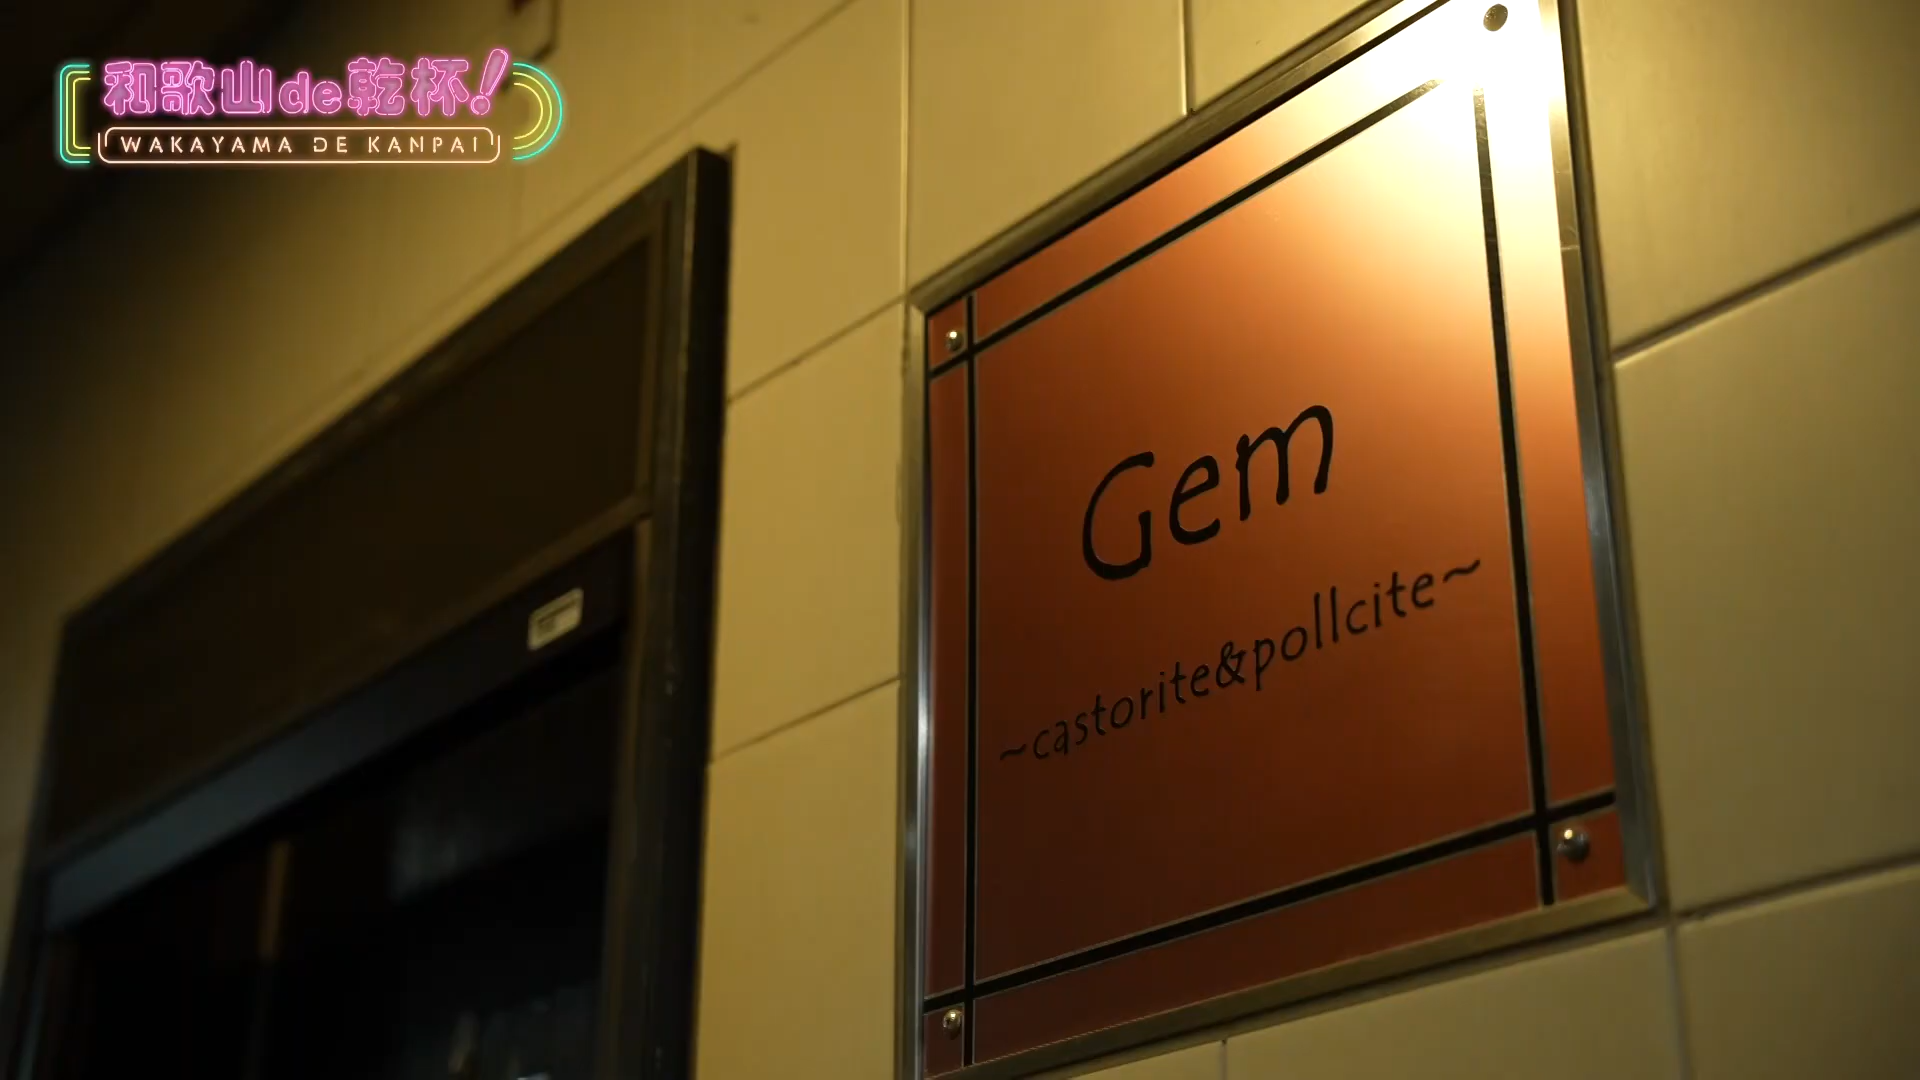 和歌山de乾杯!
WAKAYAMA DE KANPAI
Gem
~castorite&pollcite~